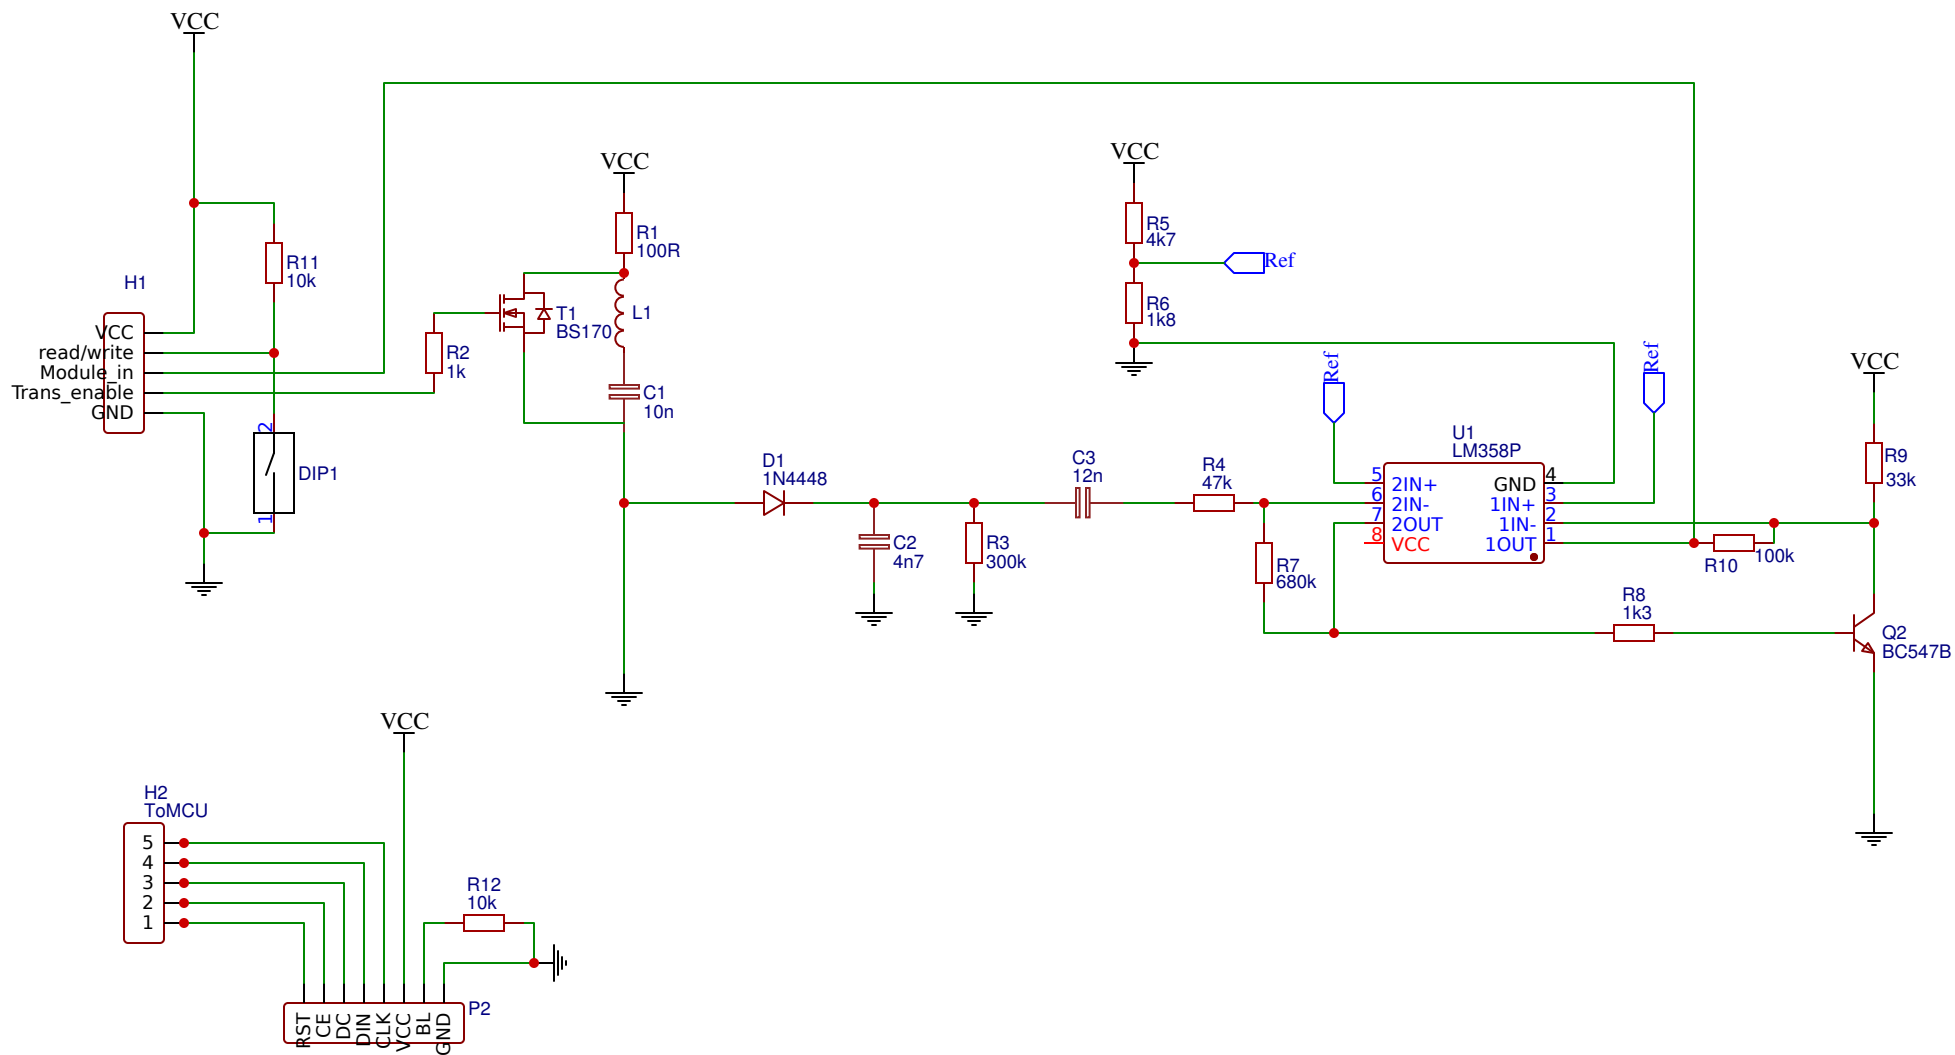 VCC
VCC
VCC
R1
100R
R5
4k7
Ref
R11
10k
H1
R6
1k8
T1
BS170
L1
VCC
read/write
Module_in
Trans_enable
GND
R2
1k
C1
10n
Ref
Ref
VCC
2
1
DIP1
D1
1N4448
C3
12n
R4
47k
U1
LM358P
5
6
7
8
2IN+
2IN-
2OUT
VCC
GND
1IN+
1IN-
1OUT
4
3
2
1
R9
33k
C2
4n7
R3
300k
R7
680k
R10
100k
R8
1k3
Q2
BC547B
VCC
H2
ToMCU
5
4
3
2
1
R12
10k
P2
RST
CE
DC
DIN
CLK
VCC
BL
GND